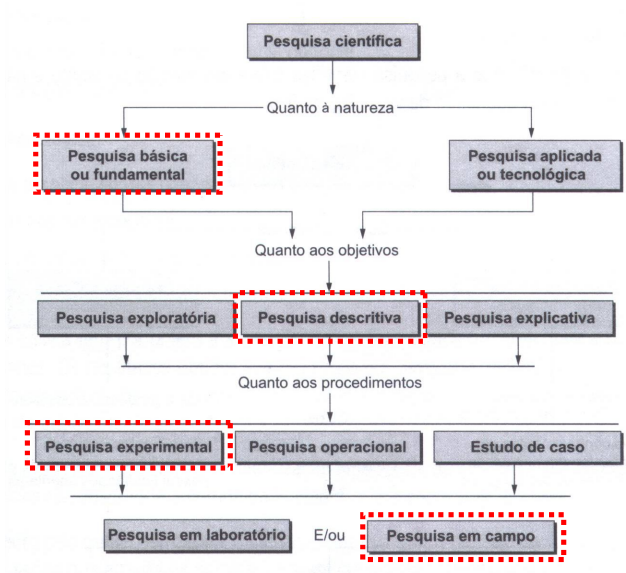 Pesquisa científica
Quanto à natureza
Pesquisa básica
ou fundamental
Pesquisa aplicada
ou tecnológica
Quanto aos objetivos
Pesquisa exploratória
Pesquisa descritiva
Pesquisa explicativa
Quanto aos procedimentos
Pesquisa experimental
Pesquisa operacional
Estudo de caso
Pesquisa em laboratório
E/ou
Pesquisa em campo